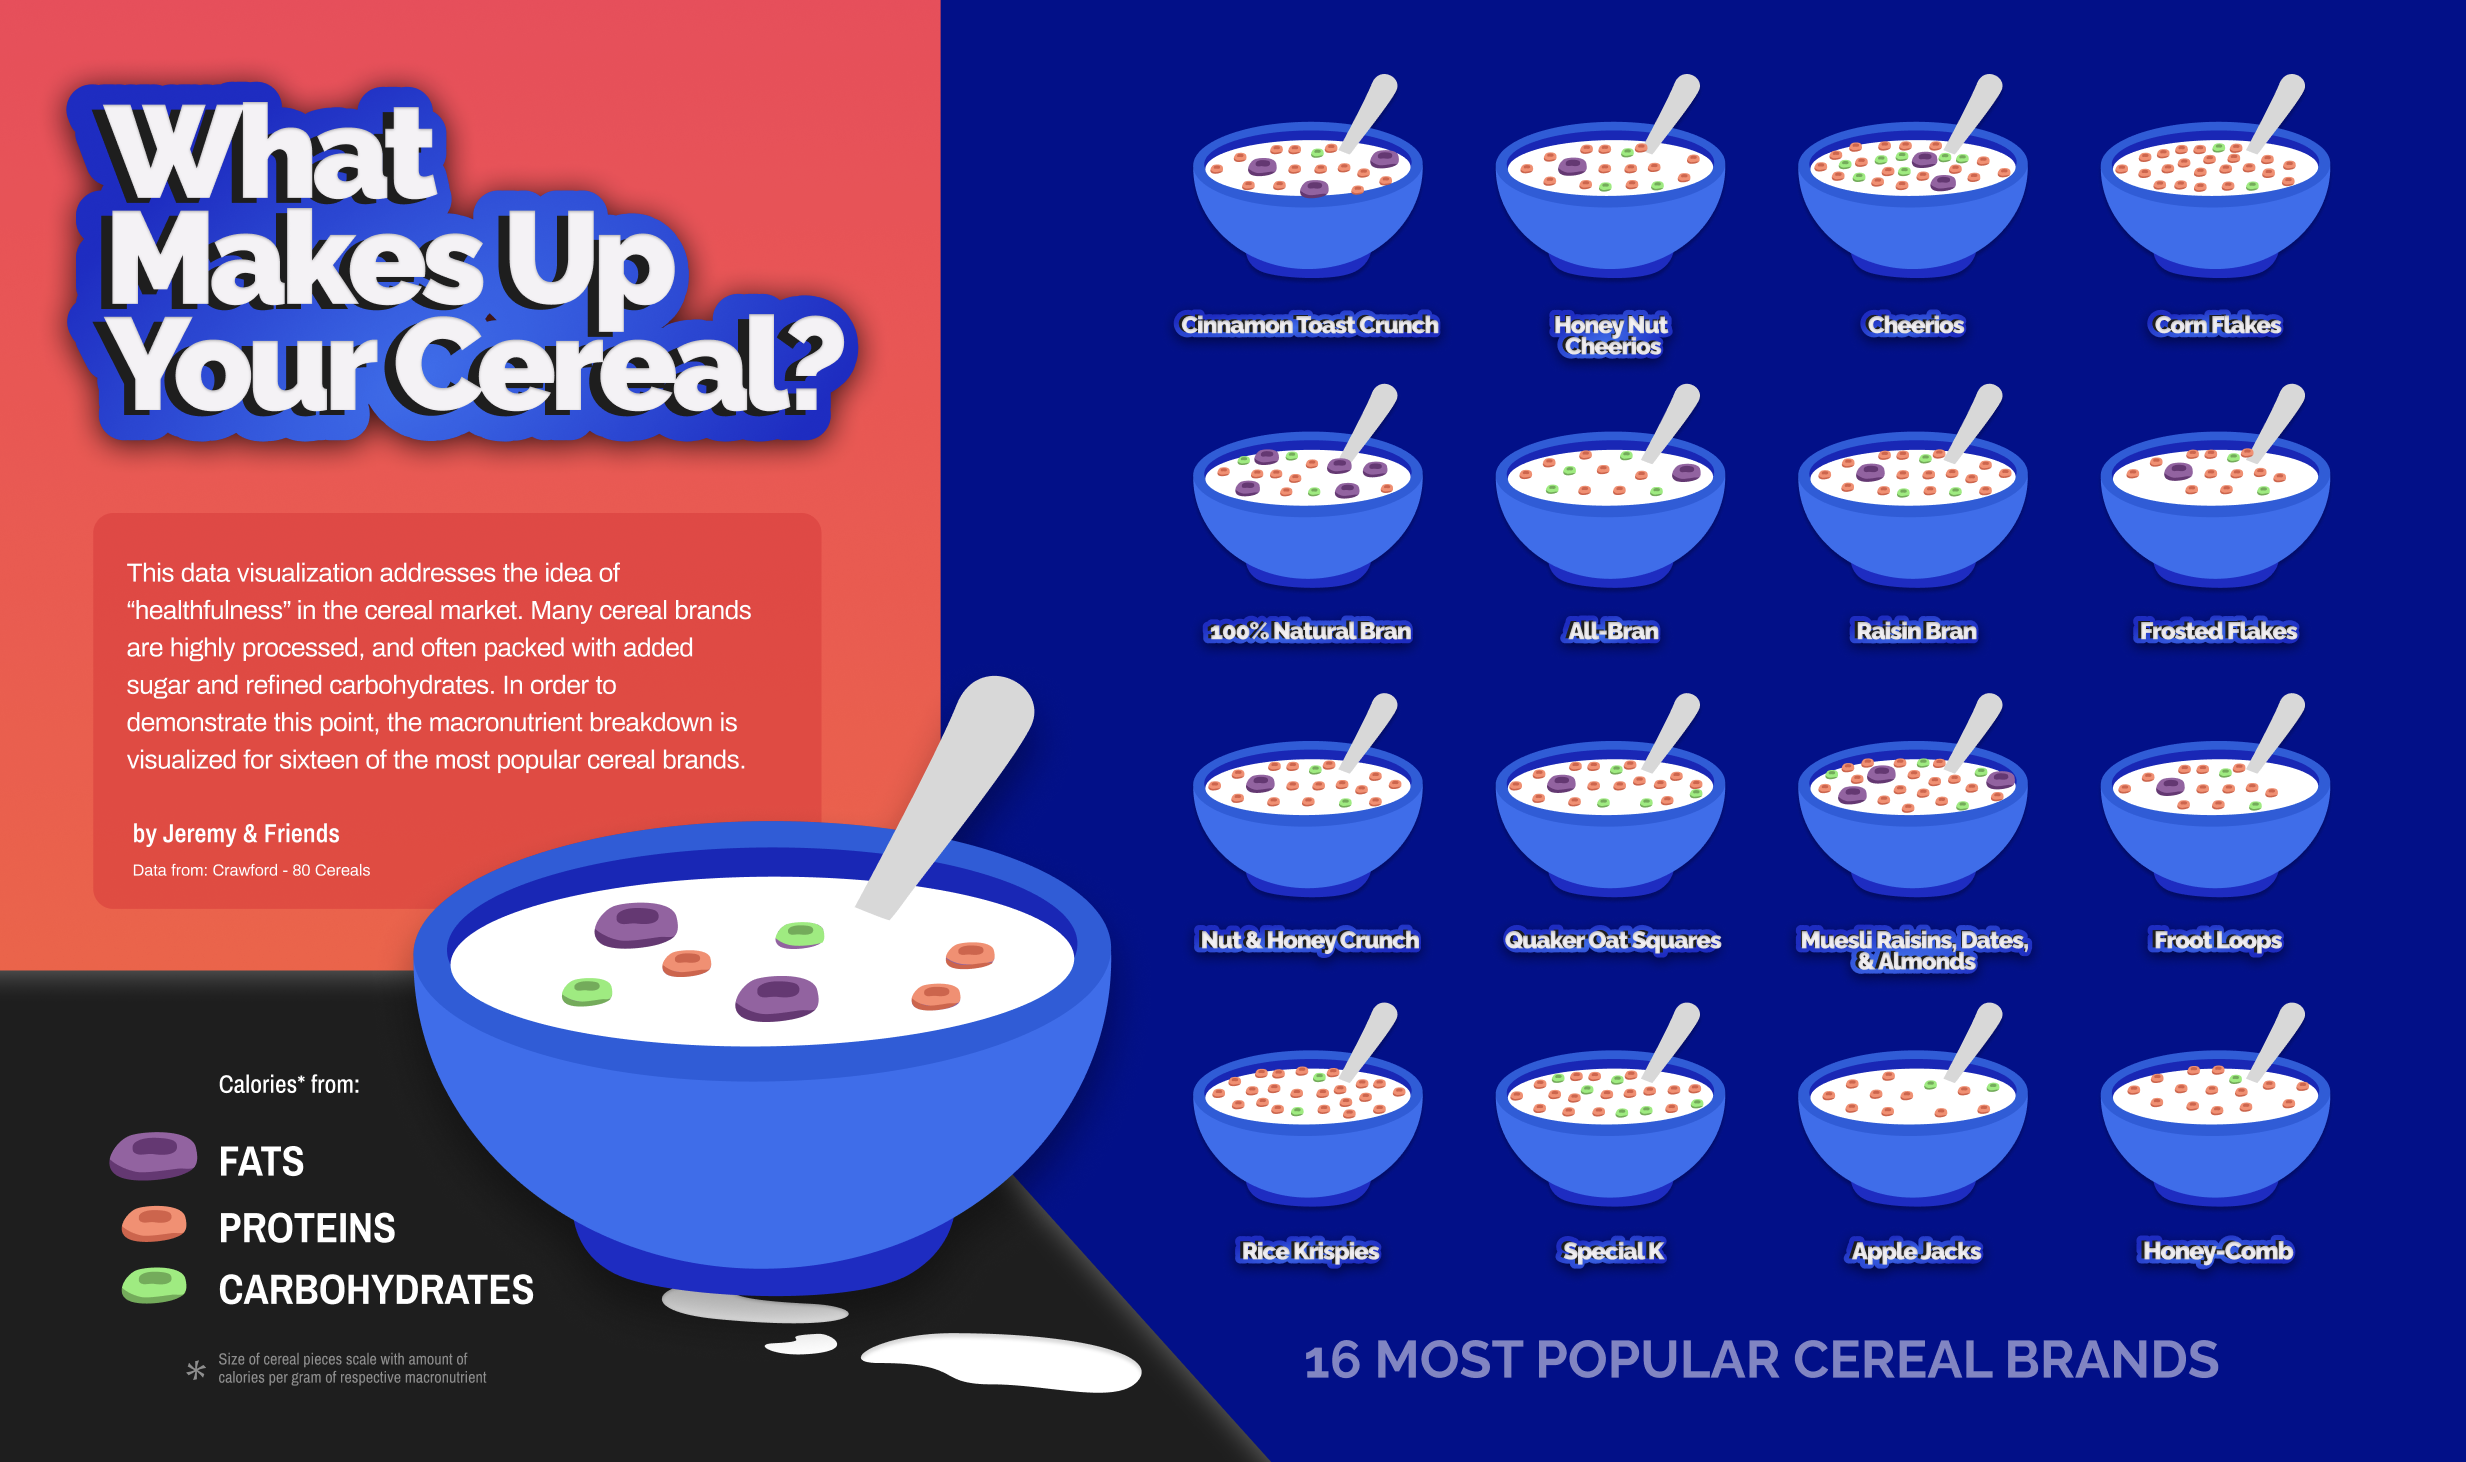 What
Makes Up
Your Cereal?
This data visualization addresses the idea of
“healthfulness” in the cereal market. Many cereal brands
are highly processed, and often packed with added
sugar and refined carbohydrates. In order to
demonstrate this point, the macronutrient breakdown is
visualized for sixteen of the most popular cereal brands.
by Jeremy & Friends
Data from: Crawford - 80 Cereals
Calories* from:
FATS
PROTEINS
CARBOHYDRATES
* Size of cereal pieces scale with amount of
calories per gram of respective macronutrient
Cinnamon Toast Crunch
Honey Nut
Cheerios
Cheerios
Corn Flakes
100% Natural Bran
All-Bran
Raisin Bran
Frosted Flakes
Nut & Honey Crunch
Quaker Oat Squares
Muesli Raisins, Dates,
& Almonds
Froot Loops
Rice Krispies
Special K
Apple Jacks
Honey-Comb
16 MOST POPULAR CEREAL BRANDS